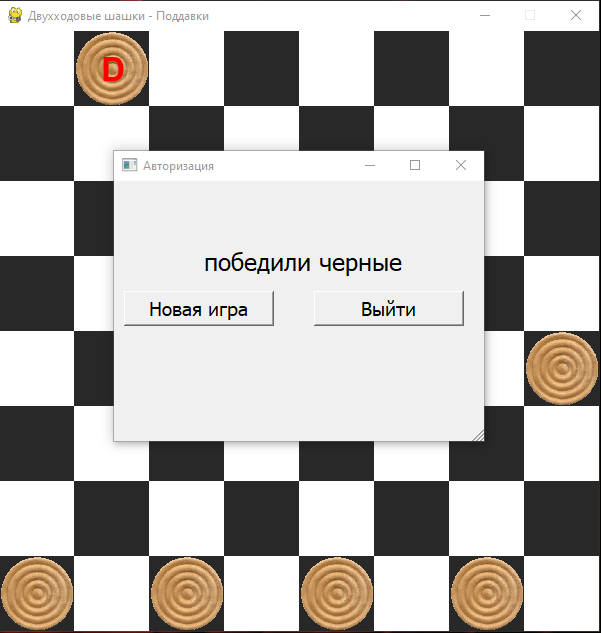 Двухходовые шашки - Поддавки
D
Авторизация
победили черные
Новая игра
Выйти